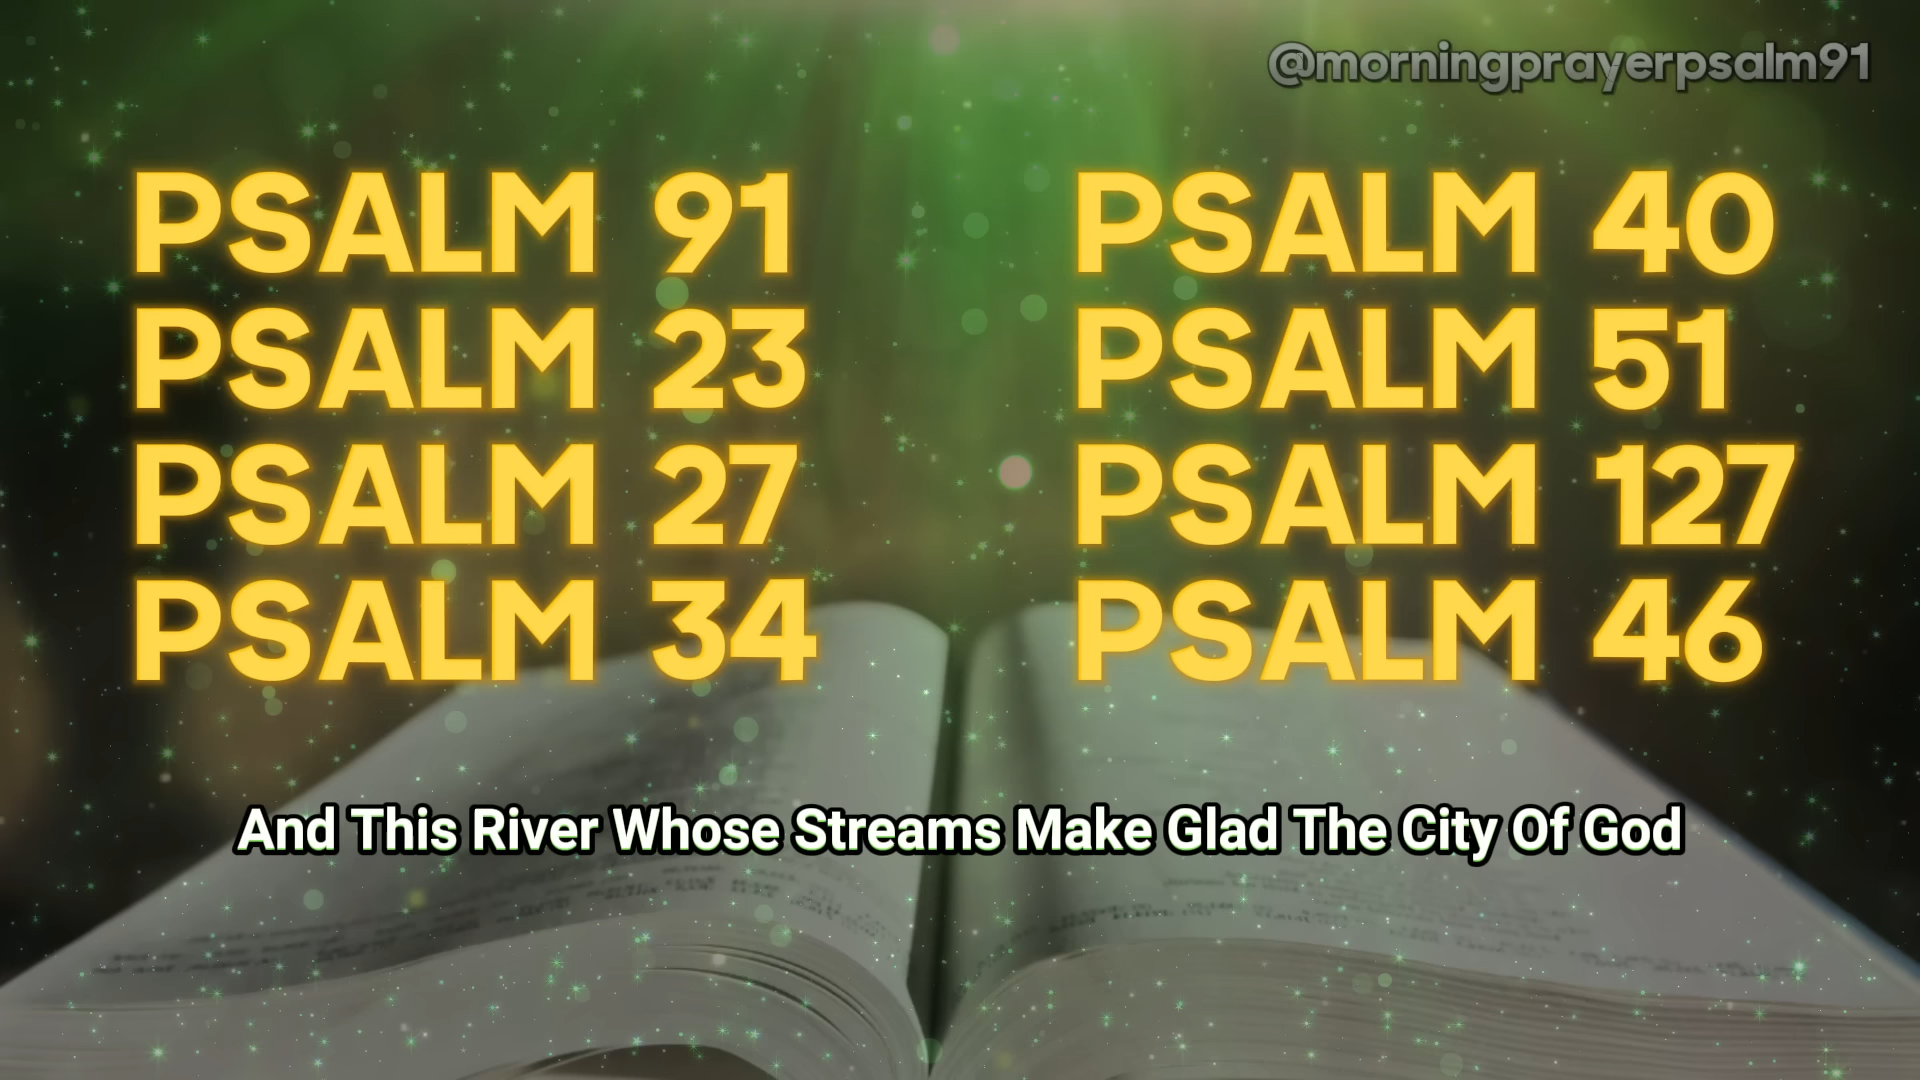 @morningprayerpsalm91
PSALM 91
PSALM 23
PSALM 27
PSALM 34
PSALM 40
PSALM 51
PSALM 127
PSALM 46
And This River Whose Streams Make Glad The City Of God